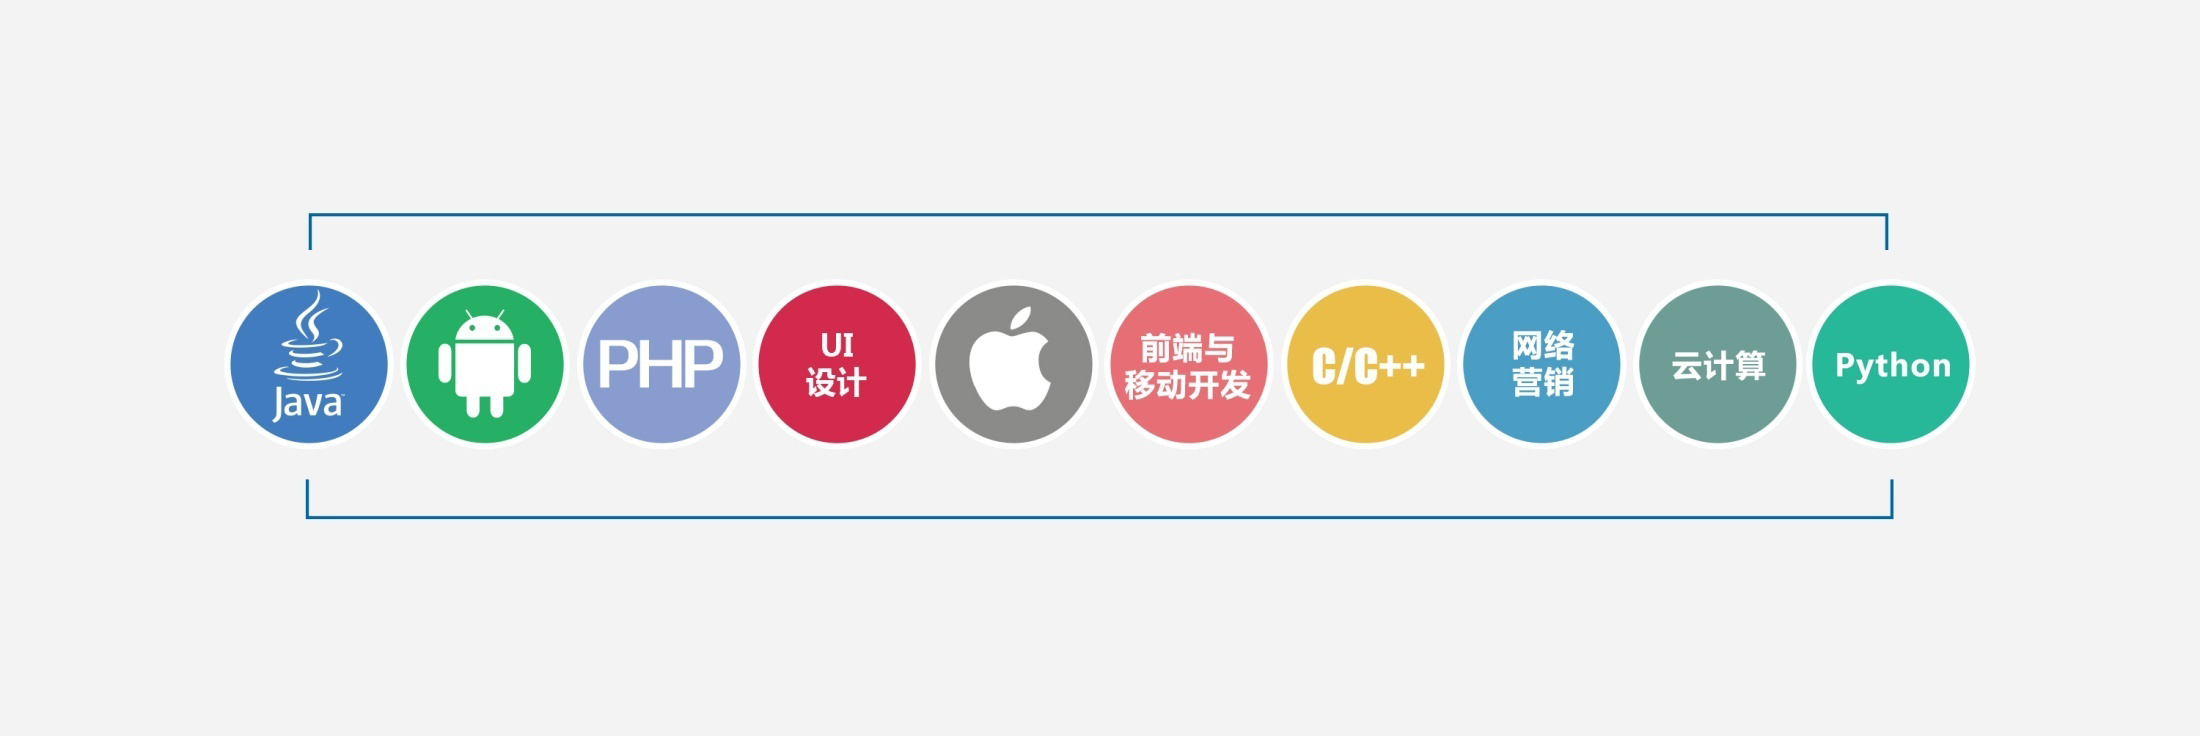 Java
PHP
UI
设计
前端与
移动开发
C/C++
网络
营销
云计算
Python